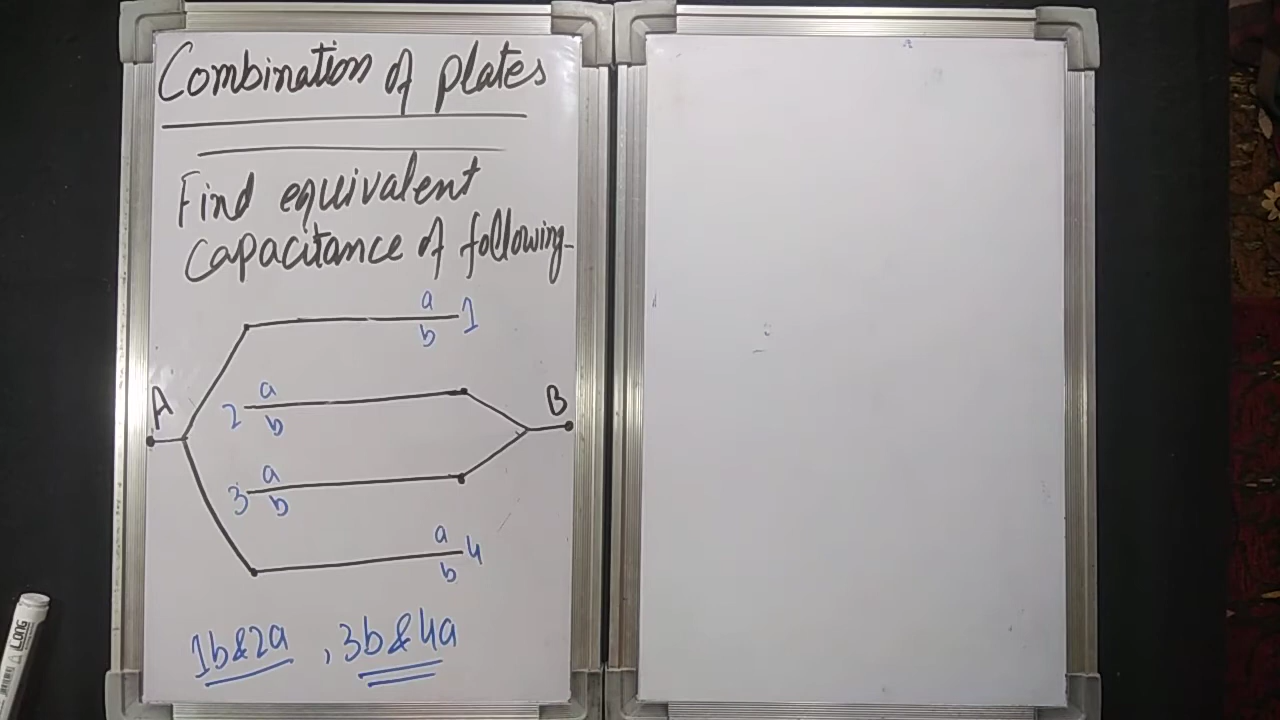 Combination of plates
Find equivalent
capacitance of following-
a
b
1
A
B
2
a
b
3
a
b
a
b
4
1b&2a, 3b&4a
LONG